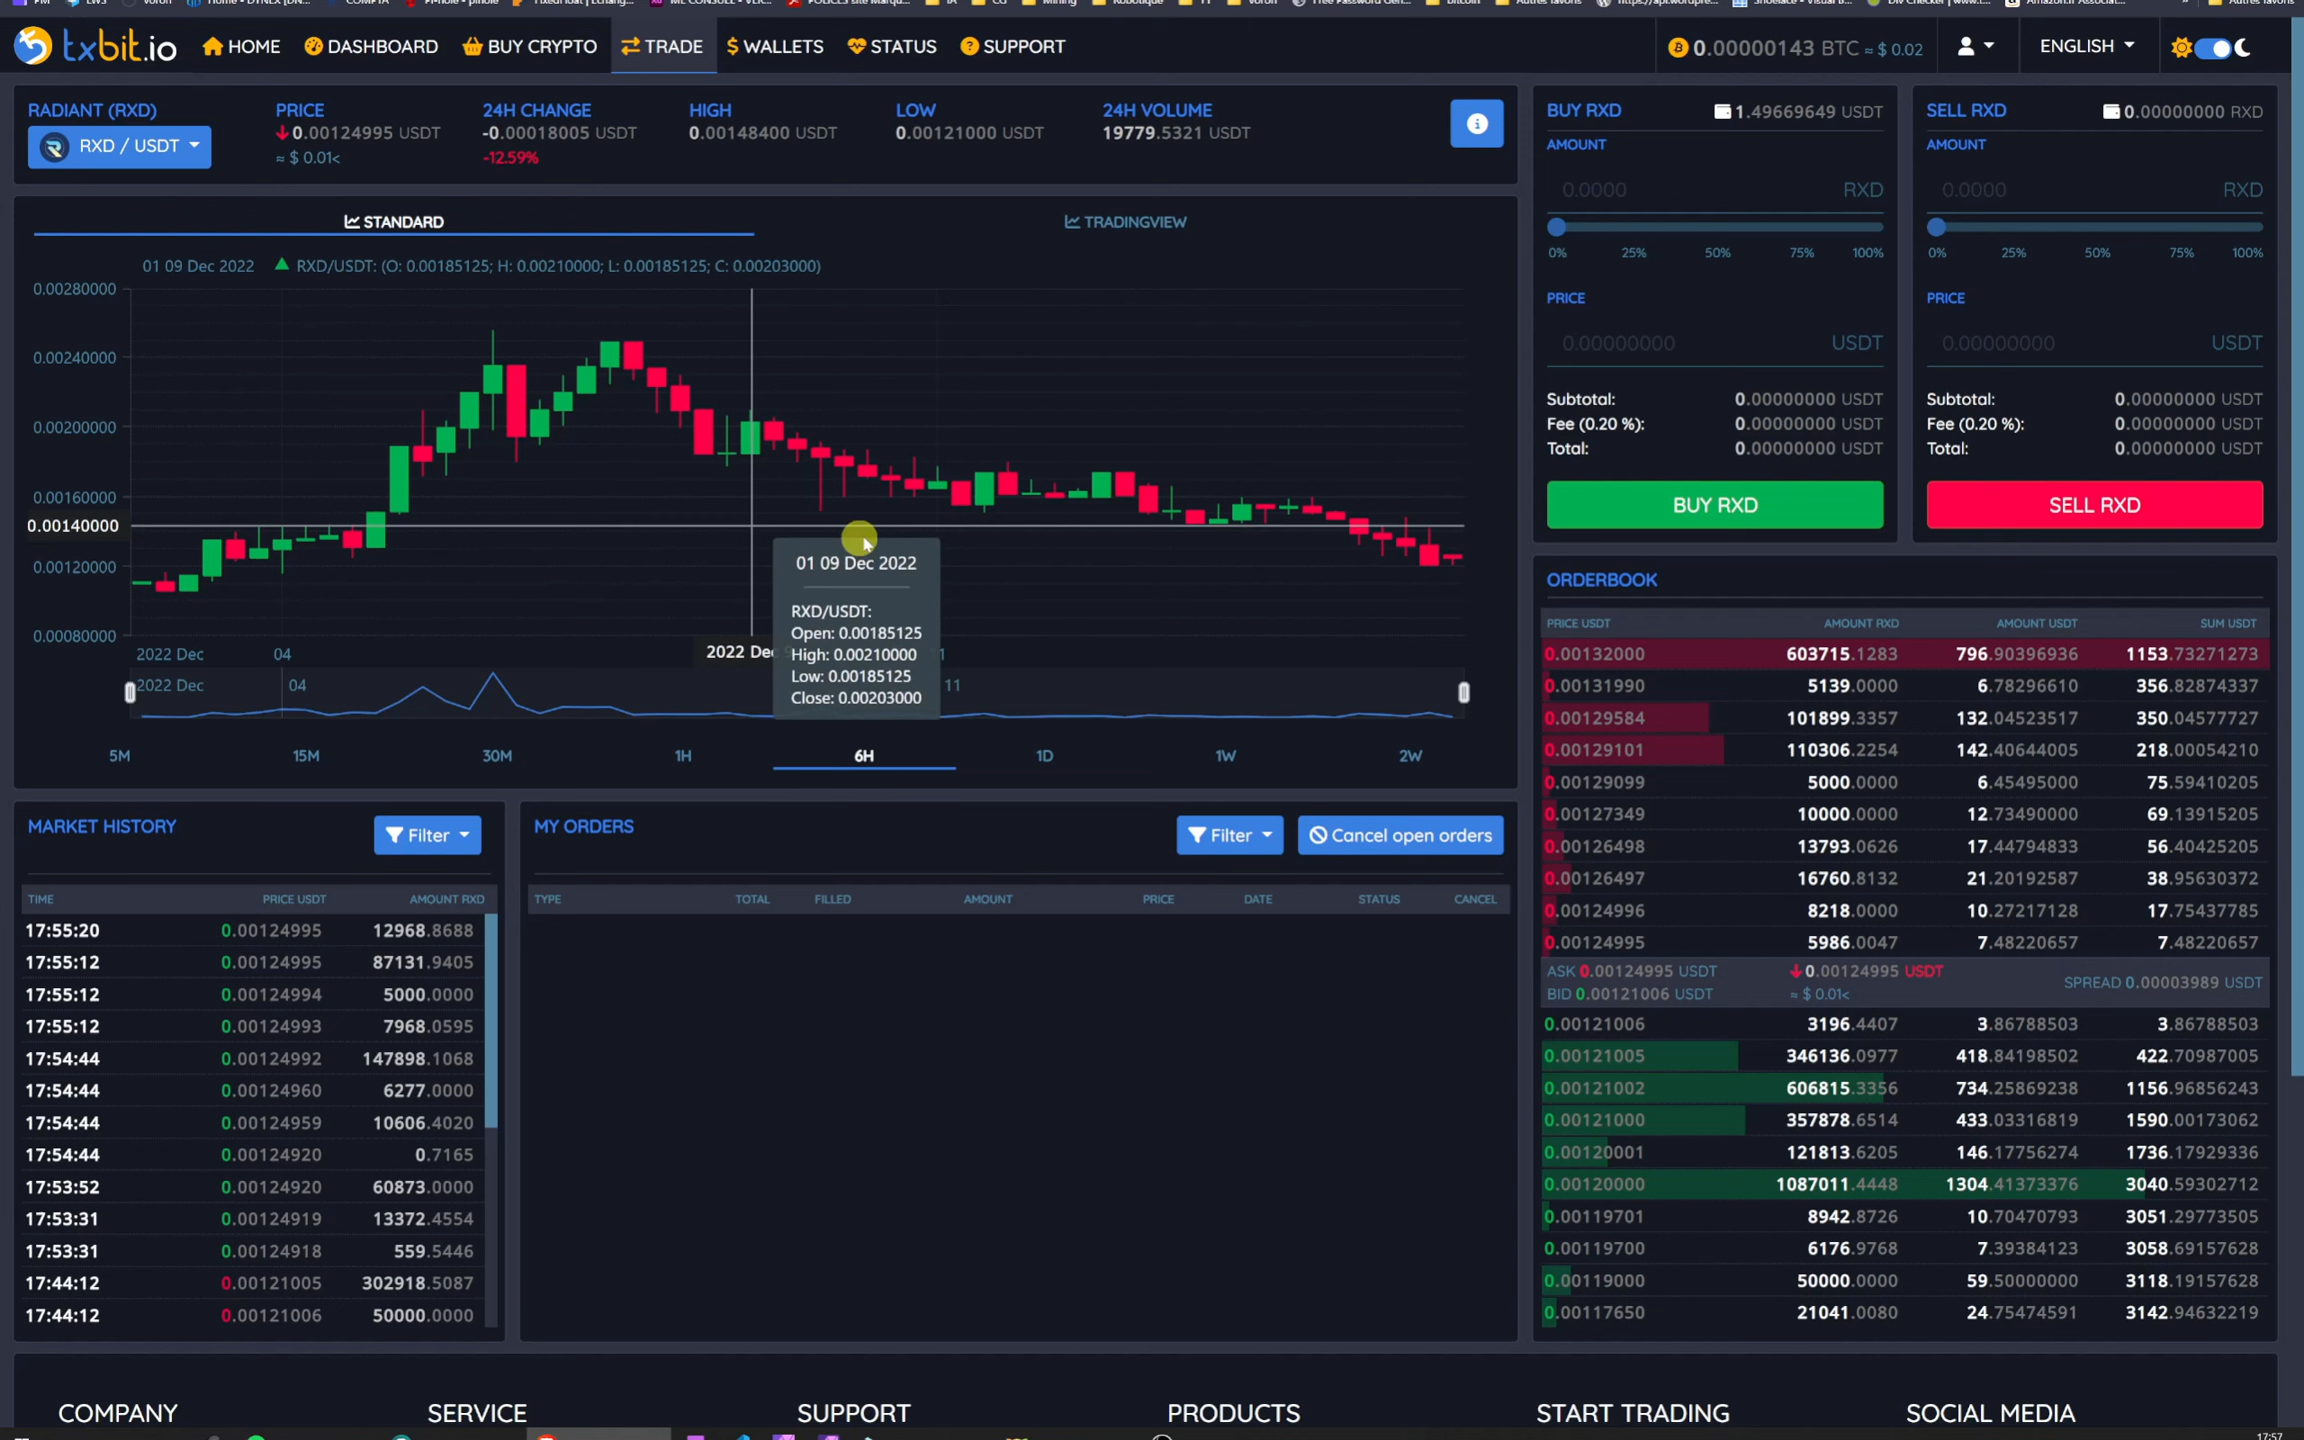 txbit.io HOME DASHBOARD BUY CRYPTO TRADE $ WALLETS STATUS SUPPORT 0.00000143 BTC ≈ $ 0.02 ENGLISH
RADIANT (RXD) PRICE 24H CHANGE HIGH LOW 24H VOLUME
RXD / USDT 0.00124995 USDT -0.00018005 USDT 0.00148400 USDT 0.00121000 USDT 19779.5321 USDT
≈ $ 0.01< -12.59%
STANDARD TRADINGVIEW
01 09 Dec 2022 RXD/USDT: (O: 0.00185125; H: 0.00210000; L: 0.00185125; C: 0.00203000)
0.00280000
0.00240000
0.00200000
0.00160000
0.00140000
0.00120000
0.00080000
01 09 Dec 2022
RXD/USDT:
Open: 0.00185125
High: 0.00210000
Low: 0.00185125
Close: 0.00203000
2022 Dec 04 2022 Dec
2022 Dec 04 11
5M 15M 30M 1H 6H 1D 1W 2W
BUY RXD 1.49669649 USDT
AMOUNT
0.0000 RXD
0% 25% 50% 75% 100%
PRICE
0.00000000 USDT
Subtotal: 0.00000000 USDT
Fee (0.20 %): 0.00000000 USDT
Total: 0.00000000 USDT
BUY RXD
SELL RXD 0.00000000 RXD
AMOUNT
0.0000 RXD
0% 25% 50% 75% 100%
PRICE
0.00000000 USDT
Subtotal: 0.00000000 USDT
Fee (0.20 %): 0.00000000 USDT
Total: 0.00000000 USDT
SELL RXD
MARKET HISTORY Filter
TIME PRICE USDT AMOUNT RXD
17:55:20 0.00124995 12968.8688
17:55:12 0.00124995 87131.9405
17:55:12 0.00124994 5000.0000
17:55:12 0.00124993 7968.0595
17:54:44 0.00124992 147898.1068
17:54:44 0.00124960 6277.0000
17:54:44 0.00124959 10606.4020
17:54:44 0.00124920 0.7165
17:53:52 0.00124920 60873.0000
17:53:31 0.00124919 13372.4554
17:53:31 0.00124918 559.5446
17:44:12 0.00121005 302918.5087
17:44:12 0.00121006 50000.0000
MY ORDERS Filter Cancel open orders
TYPE TOTAL FILLED AMOUNT PRICE DATE STATUS CANCEL
ORDERBOOK
PRICE USDT AMOUNT RXD AMOUNT USDT SUM USDT
0.00132000 603715.1283 796.90396936 1153.73271273
0.00131990 5139.0000 6.78296610 356.82874337
0.00129584 101899.3357 132.04523517 350.04577727
0.00129101 110306.2254 142.40644005 218.00054210
0.00129099 5000.0000 6.45495000 75.59410205
0.00127349 10000.0000 12.73490000 69.13915205
0.00126498 13793.0626 17.44794833 56.40425205
0.00126497 16760.8132 21.20192587 38.95630372
0.00124996 8218.0000 10.27217128 17.75437785
0.00124995 5986.0047 7.48220657 7.48220657
ASK 0.00124995 USDT 0.00124995 USDT SPREAD 0.00003989 USDT
BID 0.00121006 USDT ≈ $ 0.01<
0.00121006 3196.4407 3.86788503 3.86788503
0.00121005 346136.0977 418.84198502 422.70987005
0.00121002 606815.3356 734.25869238 1156.96856243
0.00121000 357878.6514 433.03316819 1590.00173062
0.00120001 121813.6205 146.17756274 1736.17929336
0.00120000 1087011.4448 1304.41373376 3040.59302712
0.00119701 8942.8726 10.70470793 3051.29773505
0.00119700 6176.9768 7.39384123 3058.69157628
0.00119000 50000.0000 59.50000000 3118.19157628
0.00117650 21041.0080 24.75474591 3142.94632219
COMPANY SERVICE SUPPORT PRODUCTS START TRADING SOCIAL MEDIA
17:57